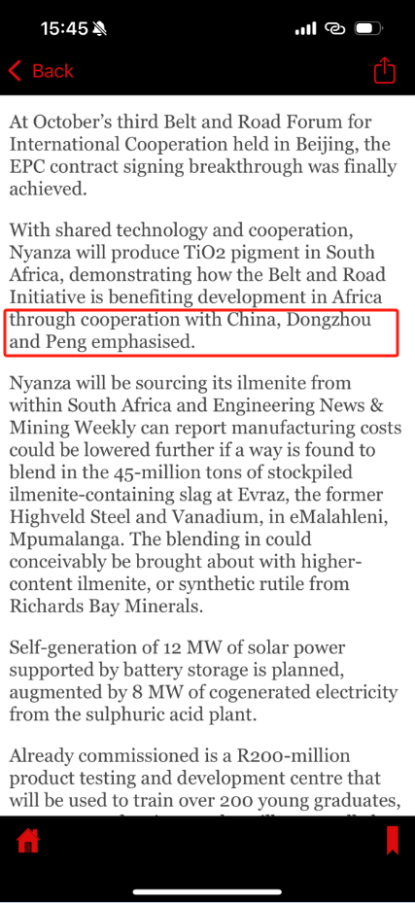 15:45
Back
At October’s third Belt and Road Forum for
International Cooperation held in Beijing, the
EPC contract signing breakthrough was finally
achieved.
With shared technology and cooperation,
Nyanza will produce TiO2 pigment in South
Africa, demonstrating how the Belt and Road
Initiative is benefiting development in Africa
through cooperation with China, Dongzhou
and Peng emphasised.
Nyanza will be sourcing its ilmenite from
within South Africa and Engineering News &
Mining Weekly can report manufacturing costs
could be lowered further if a way is found to
blend in the 45-million tons of stockpiled
ilmenite-containing slag at Evraz, the former
Highveld Steel and Vanadium, in eMalahleni,
Mpumalanga. The blending in could
conceivably be brought about with higher-
content ilmenite, or synthetic rutile from
Richards Bay Minerals.
Self-generation of 12 MW of solar power
supported by battery storage is planned,
augmented by 8 MW of cogenerated electricity
from the sulphuric acid plant.
Already commissioned is a R200-million
product testing and development centre that
will be used to train over 200 young graduates,